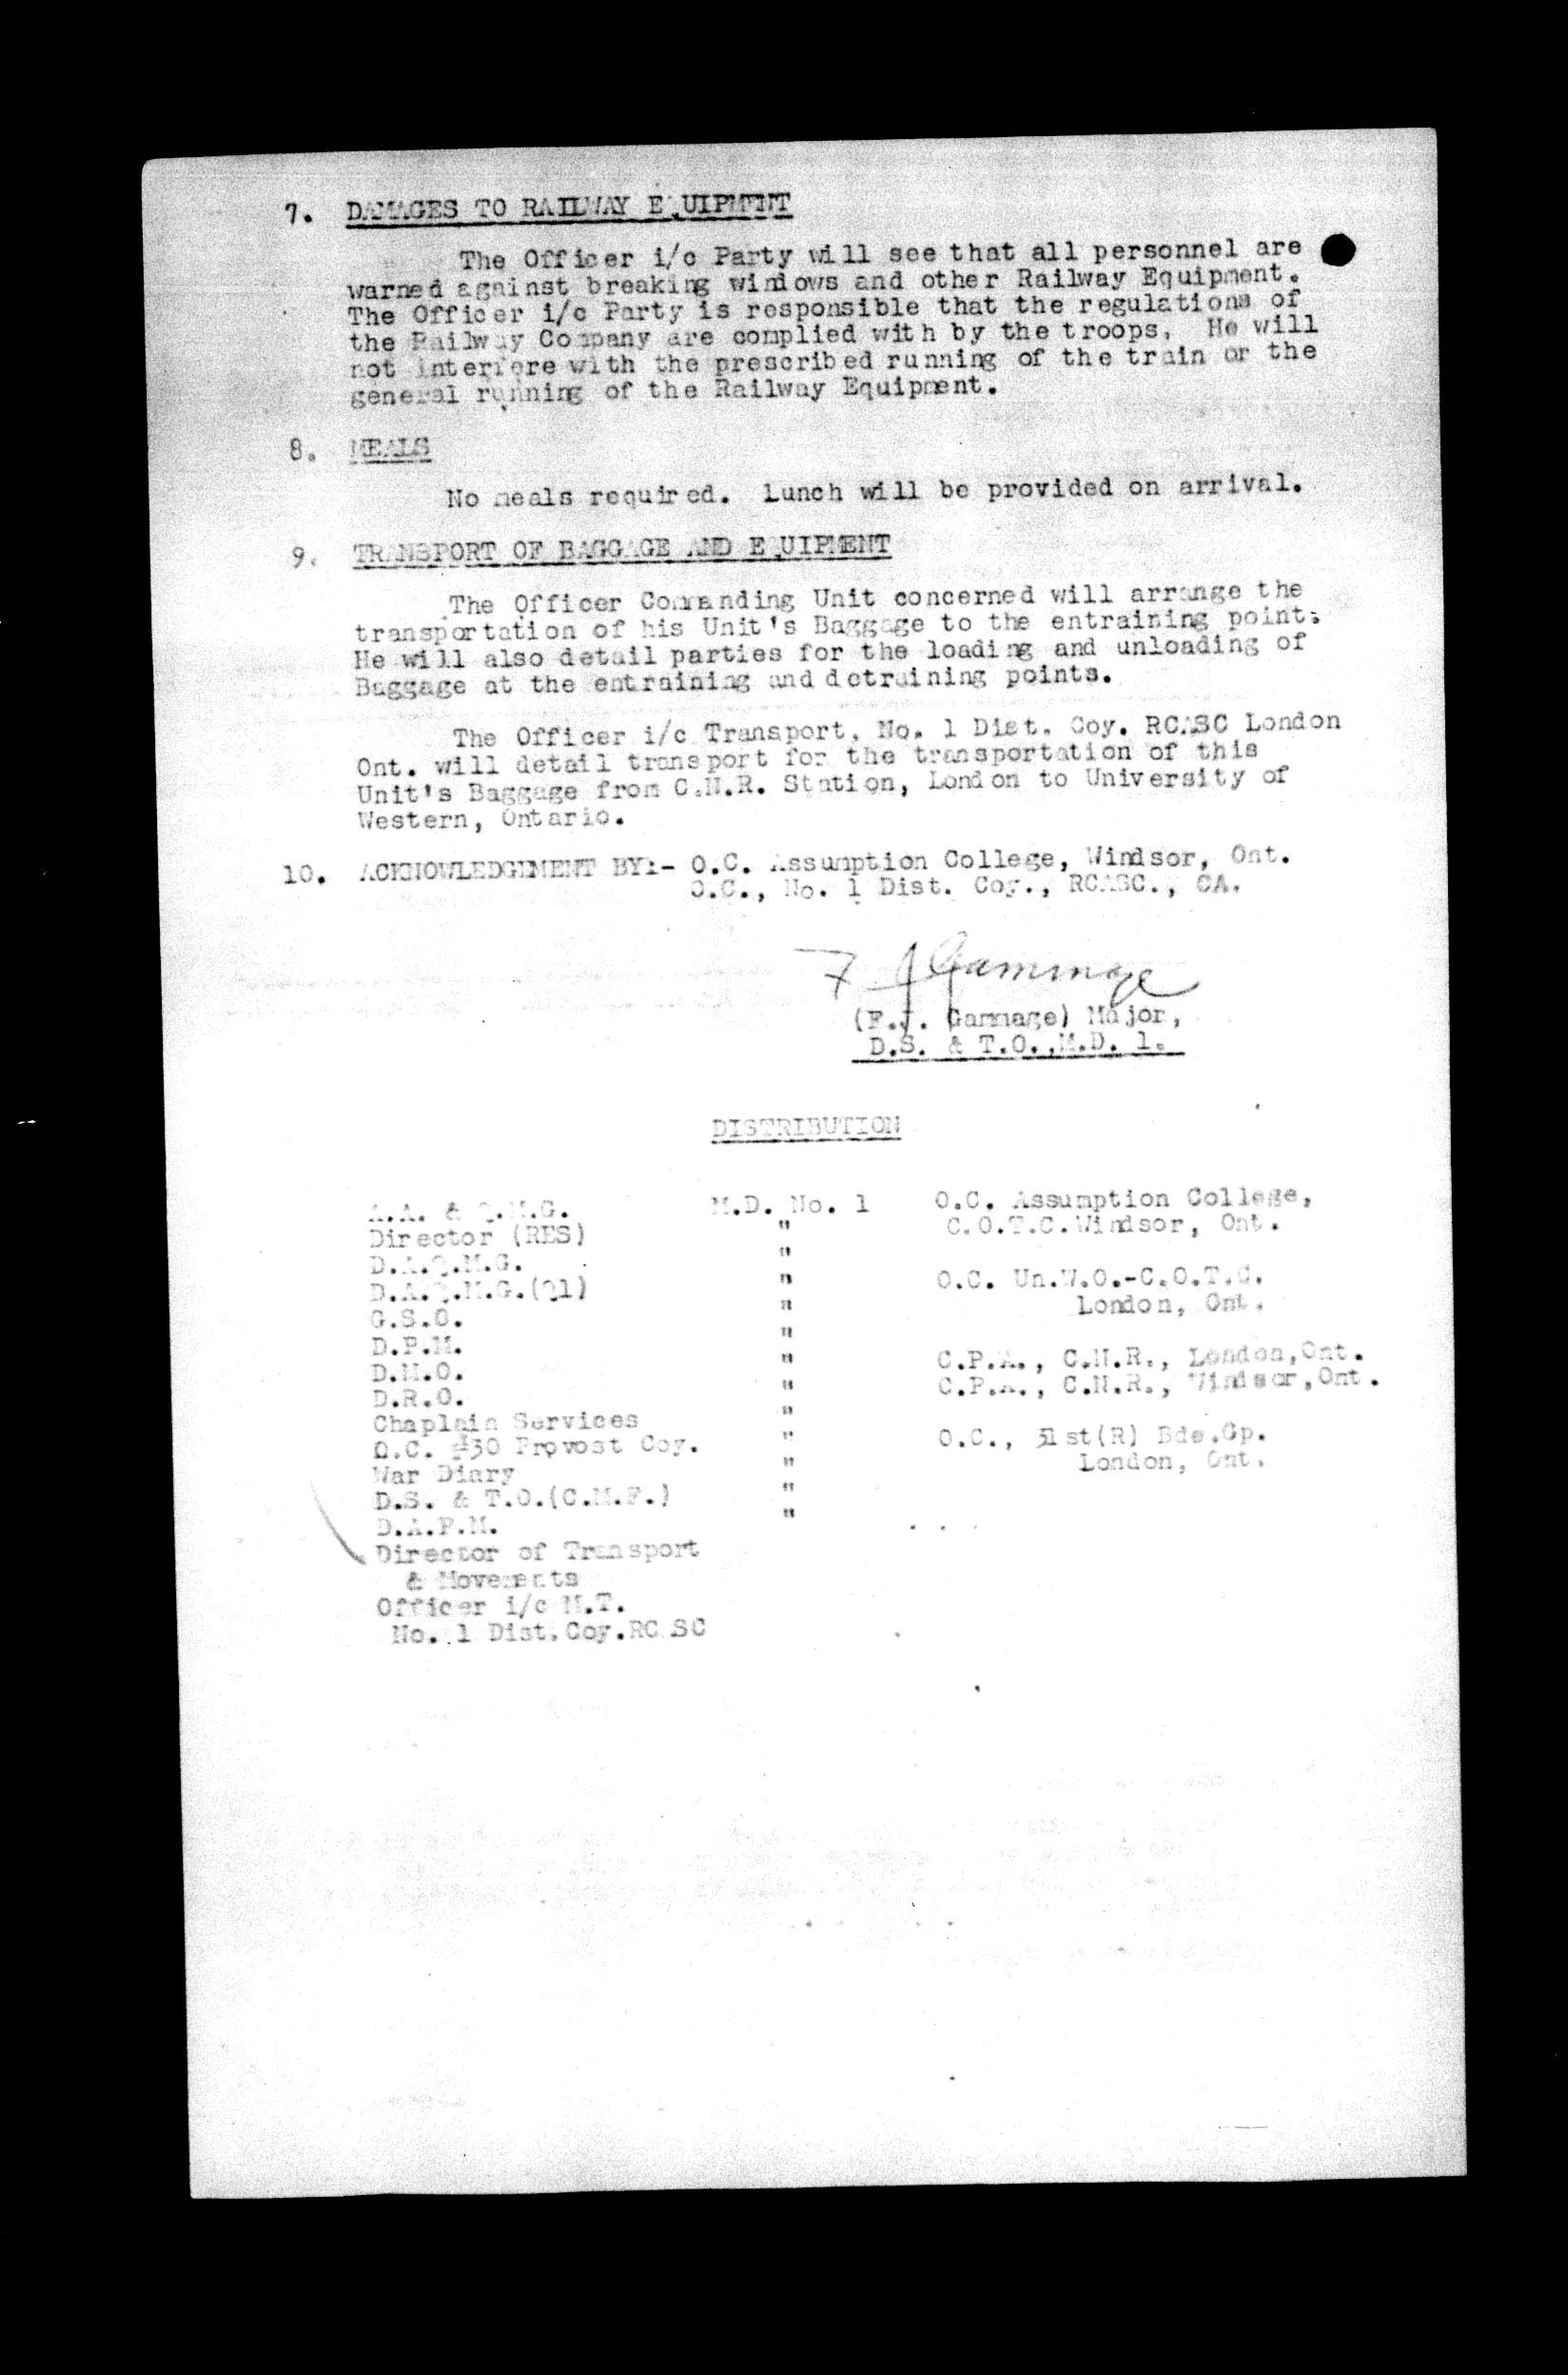 7. DAMAGES TO RAILWAY EQUIPMENT
The Officer i/c Party will see that all personnel are
warned against breaking windows and other Railway Equipment.
The Officer i/c Party is responsible that the regulations of
the Railway Company are complied with by the troops. He will
not interfere with the prescribed running of the train or the
general running of the Railway Equipment.
8. MEALS
No meals required. Lunch will be provided on arrival.
9. TRANSPORT OF BAGGAGE AND EQUIPMENT
The Officer Commanding Unit concerned will arrange the
transportation of his Unit's Baggage to the entraining point.
He will also detail parties for the loading and unloading of
Baggage at the entraining and detraining points.
The Officer i/c Transport, No. 1 Dist. Coy. RCASC London
Ont. will detail transport for the transportation of this
Unit's Baggage from C.N.R. Station, London to University of
Western, Ontario.
10. ACKNOWLEDGEMENT BY:- O.C. Assumption College, Windsor, Ont.
O.C., No. 1 Dist. Coy., RCASC., CA.
F J Gammage
(F.J. Gammage) Major,
D.S. & T.O.,M.D. 1.
DISTRIBUTION
A.A. & Q.M.G. M.D. No. 1
Director (RES) "
D.A.Q.M.G. "
D.A.Q.M.G.(Q1) "
G.S.O. "
D.P.M. "
D.M.O. "
D.R.O. "
Chaplain Services "
O.C. #30 Provost Coy. "
War Diary "
D.S. & T.O.(C.M.F.) "
D.A.P.M. "
Director of Transport
& Movements
Officer i/c M.T.
No. 1 Dist.Coy.RCASC
O.C. Assumption College,
C.O.T.C.Windsor, Ont.
O.C. Un.W.O.-C.O.T.C.
London, Ont.
C.P.A., C.N.R., London,Ont.
C.P.A., C.N.R., Windsor,Ont.
O.C., 31st(R) Bde.Gp.
London, Ont.